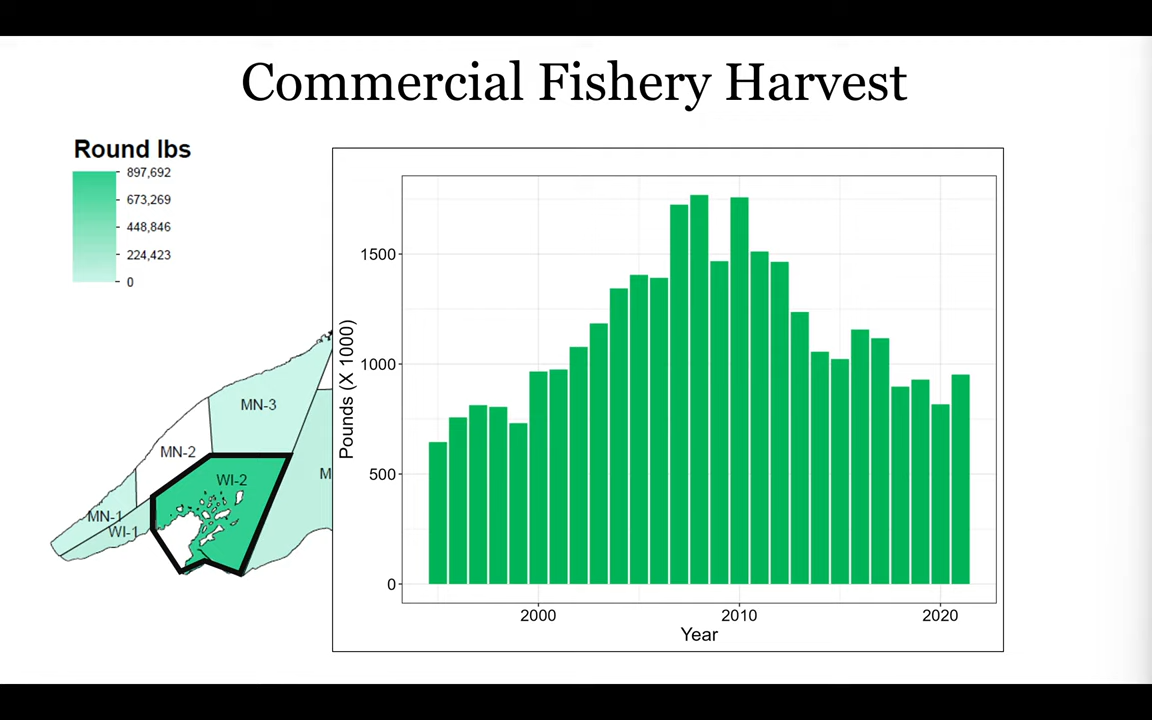 Commercial Fishery Harvest
Round lbs
897,692
673,269
448,846
224,423
0
MN-3
MN-2
WI-2
MN-1
WI-1
M
Pounds (X 1000)
1500
1000
500
0
2000 2010 2020
Year